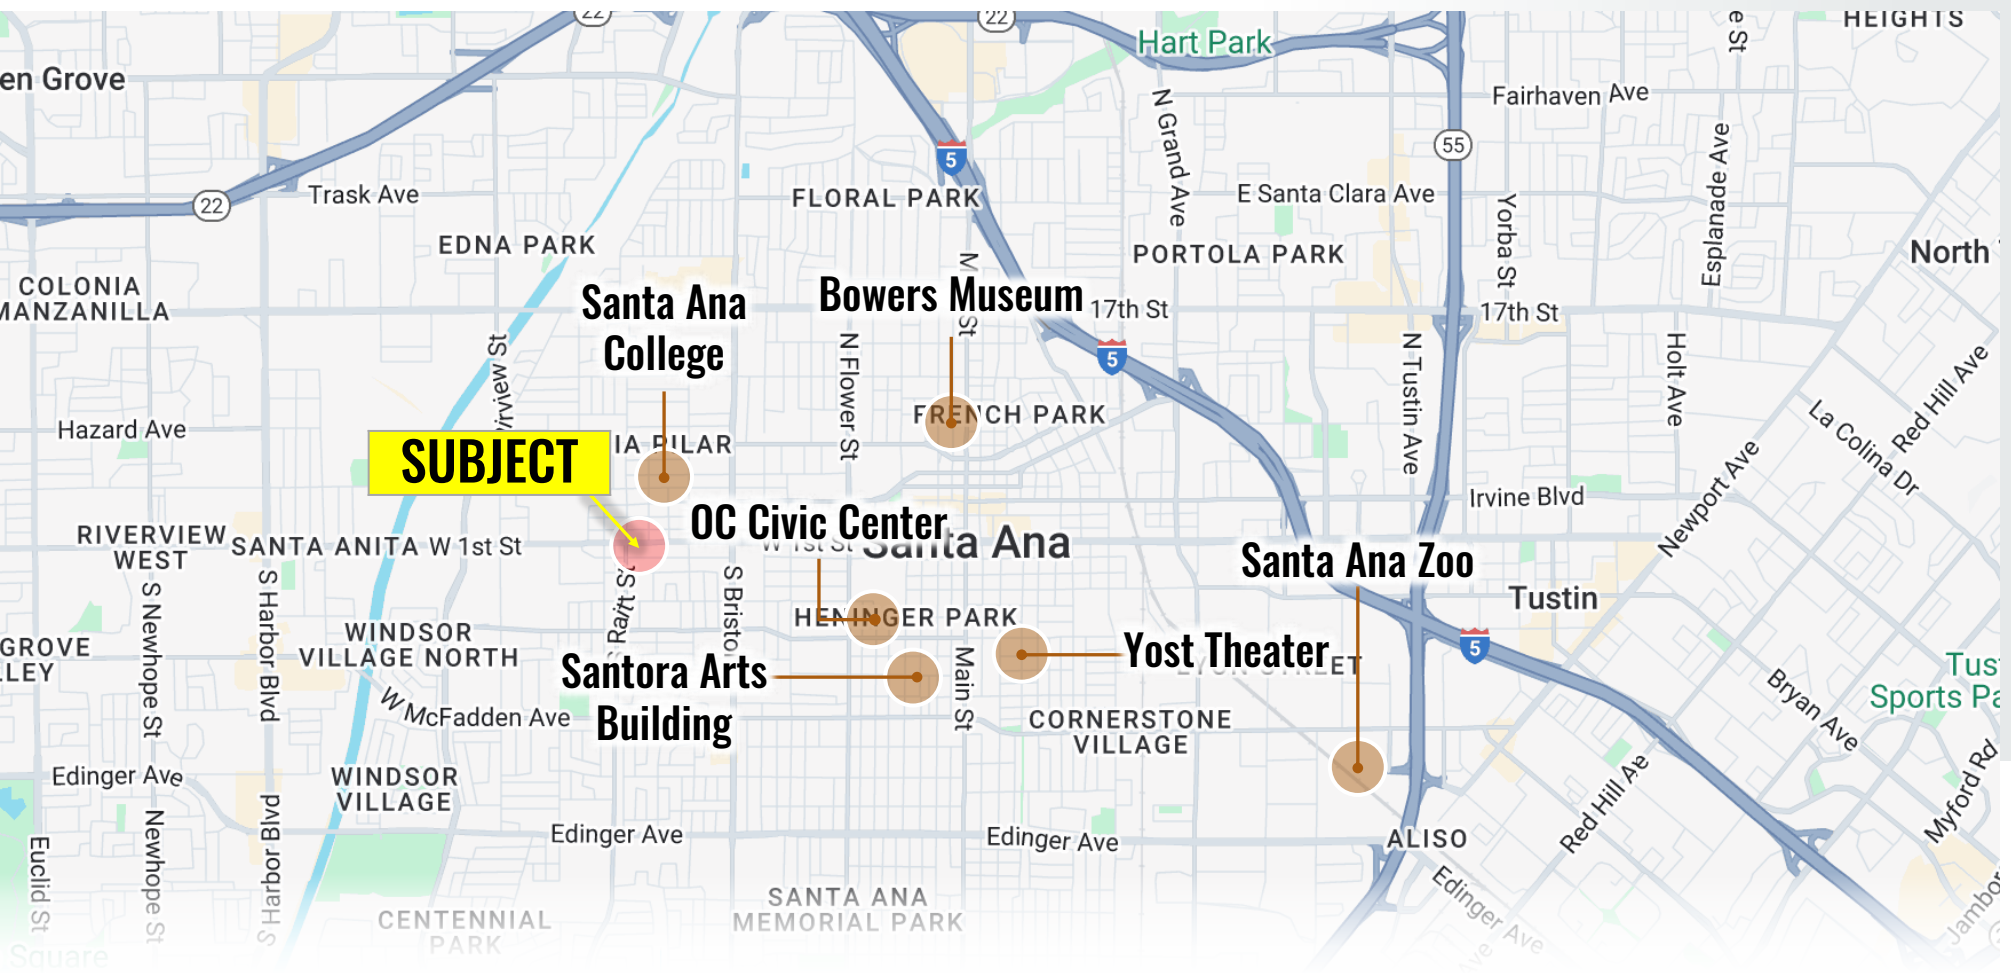 22
22
HEIGHTS
e St
Hart Park
en Grove
Fairhaven Ave
N Grand Ave
55
5
Esplanade Ave
Trask Ave
22
FLORAL PARK
E Santa Clara Ave
Yorba St
EDNA PARK
PORTOLA PARK
North
COLONIA
MANZANILLA
Santa Ana
College
Bowers Museum
M
St
17th St
17th St
N Flower St
5
N Tustin Ave
Holt Ave
Red Hill Ave
La Colina Dr
FRENCH PARK
Hazard Ave
SUBJECT
IA PILAR
Newport Ave
Irvine Blvd
OC Civic Center
RIVERVIEW
WEST
SANTA ANITA
W 1st St
W 1st St
Santa Ana
Santa Ana Zoo
Tustin
S Newhope St
S Harbor Blvd
S Raitt St
S Bristo
HENINGER PARK
GROVE
LLEY
WINDSOR
VILLAGE NORTH
Yost Theater
LYON STREET
5
Santora Arts
Building
Main St
Tus
Sports Pa
Bryan Ave
W McFadden Ave
CORNERSTONE
VILLAGE
Edinger Ave
WINDSOR
VILLAGE
Red Hill Ave
Myford Rd
Edinger Ave
Edinger Ave
ALISO
Euclid St
Newhope St
S Harbor Blvd
Edinger Ave
Jambor
SANTA ANA
MEMORIAL PARK
CENTENNIAL
PARK
Square
Ave